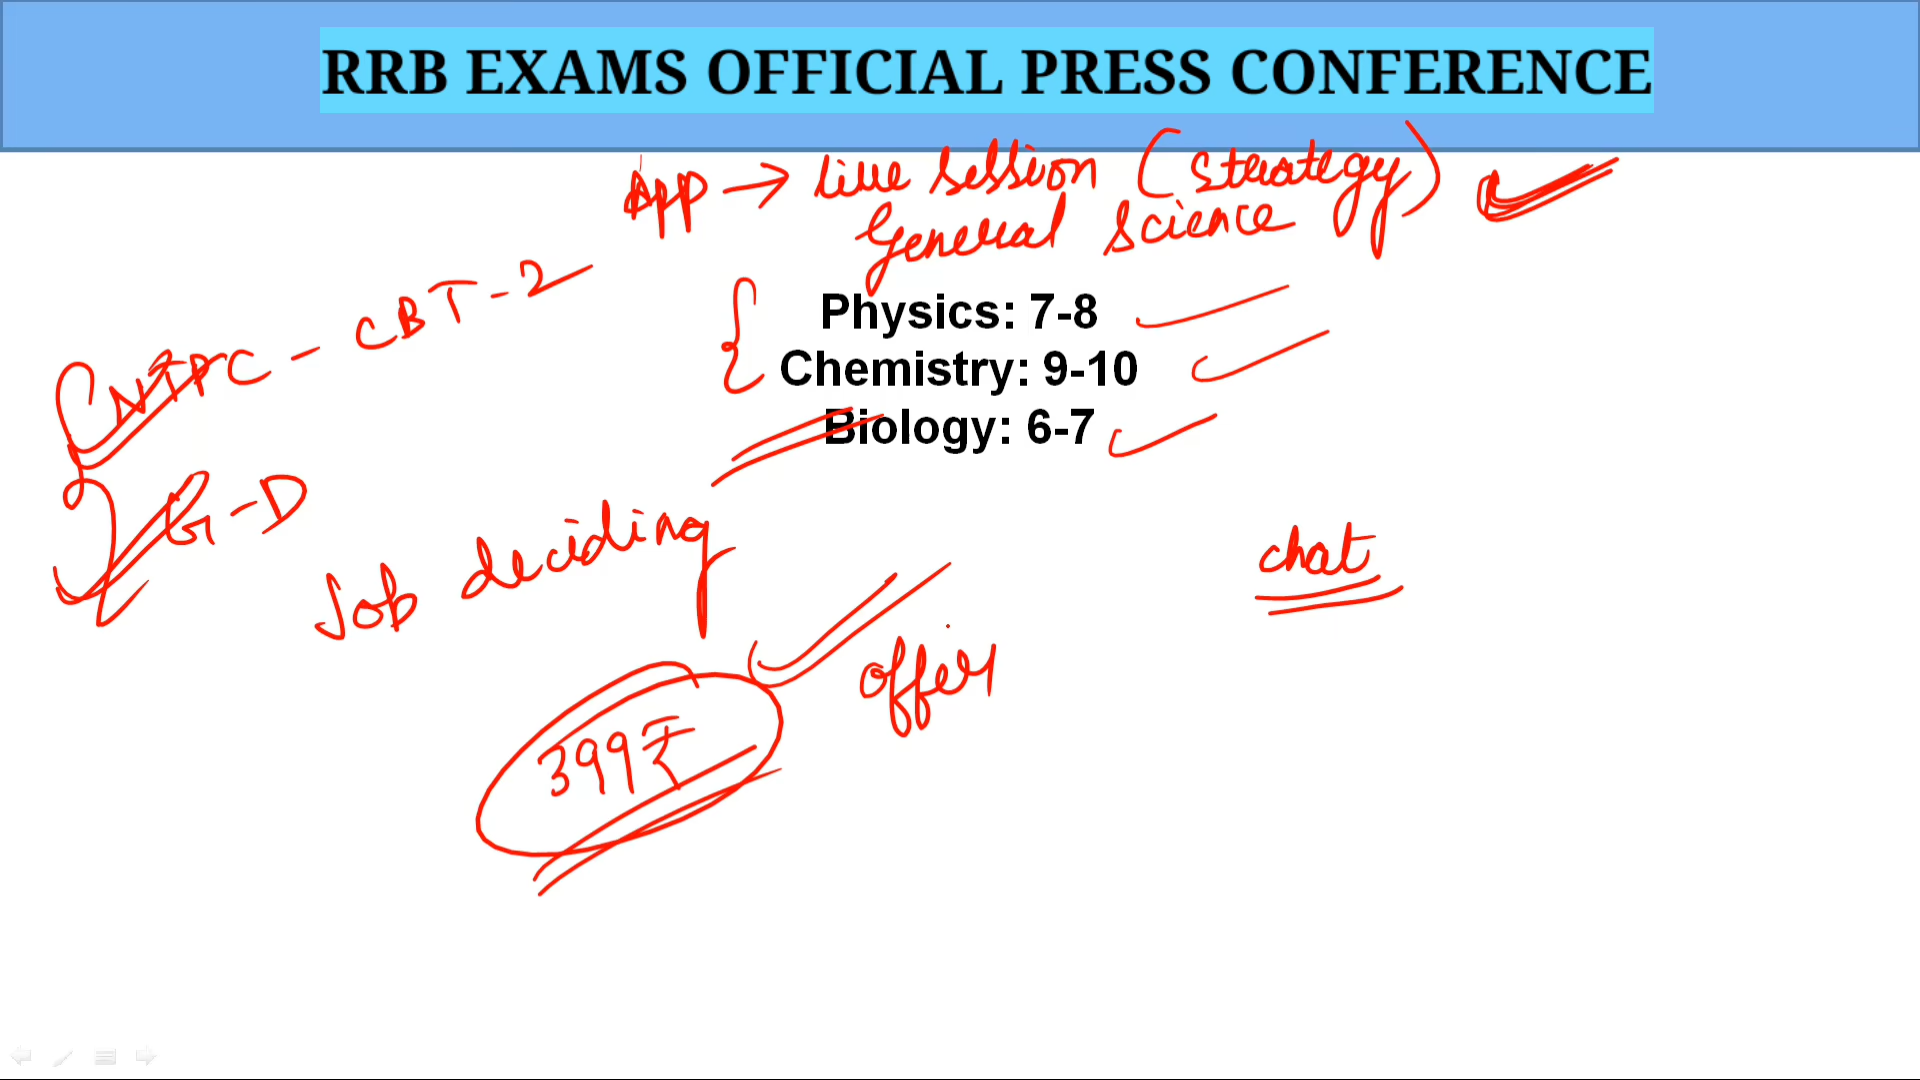 RRB EXAMS OFFICIAL PRESS CONFERENCE
App → live session (strategy)
General Science
NTPC - CBT-2
Physics: 7-8
Chemistry: 9-10
Biology: 6-7
G-D
Job deciding
chat
offer
399₹